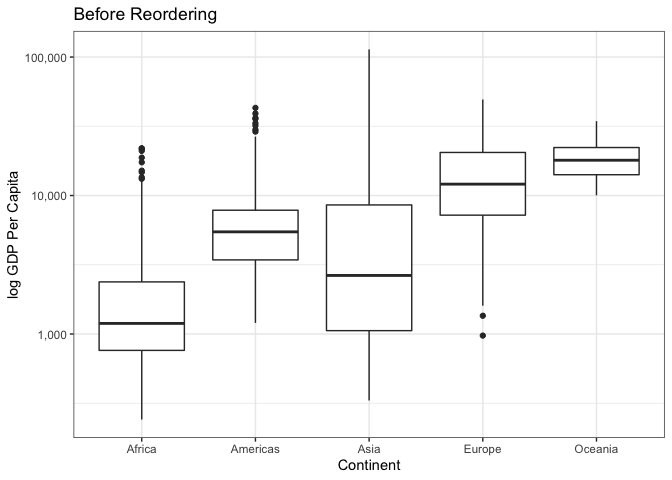 Before Reordering
100,000
10,000
1,000
log GDP Per Capita
Africa Americas Asia Europe Oceania
Continent